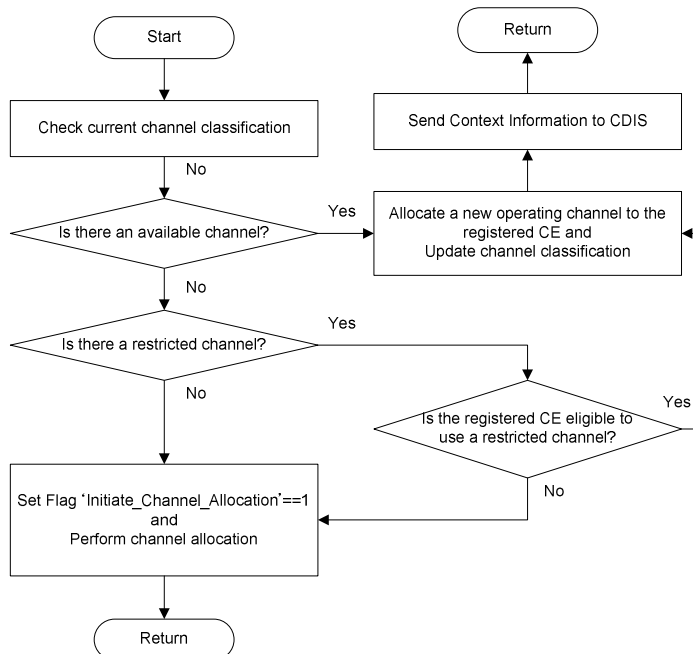 Start
Check current channel classification
No
Is there an available channel?
Yes
No
Is there a restricted channel?
Yes
No
Set Flag ‘Initiate_Channel_Allocation’==1
and
Perform channel allocation
Return
Return
Send Context Information to CDIS
Allocate a new operating channel to the
registered CE and
Update channel classification
Is the registered CE eligible to
use a restricted channel?
Yes
No